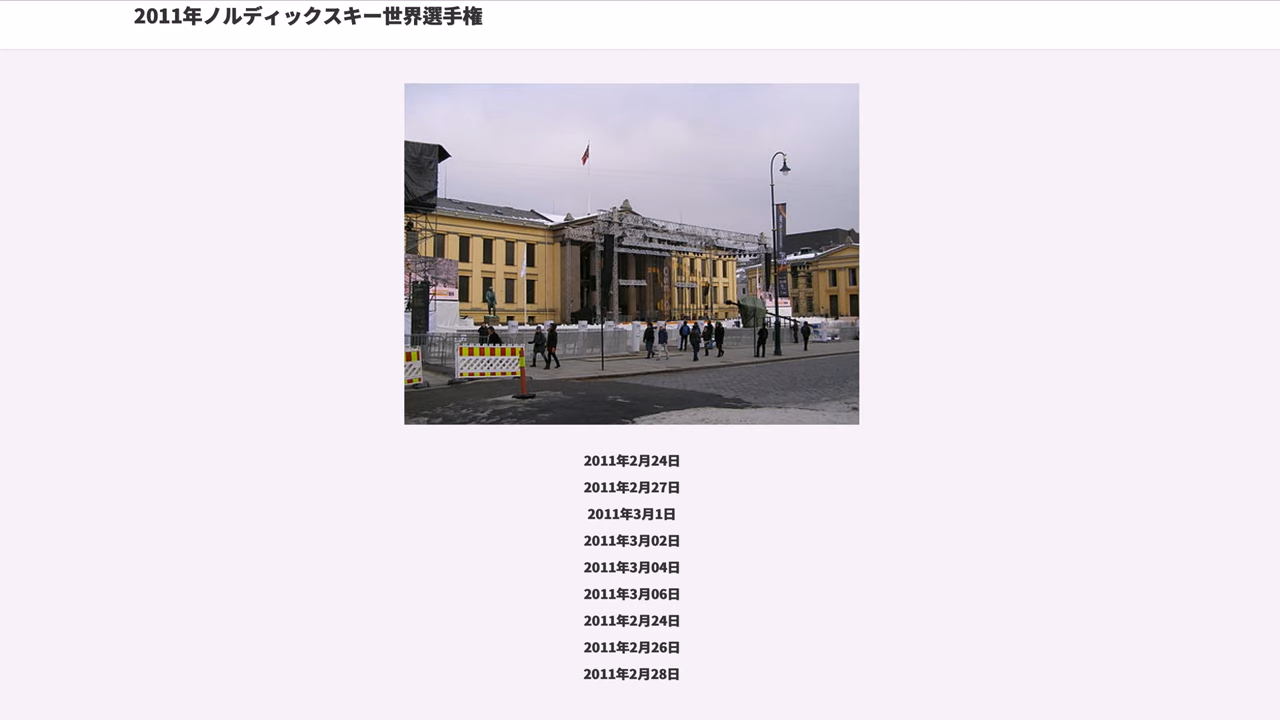 2011年ノルディックスキー世界選手権
2011年2月24日
2011年2月27日
2011年3月1日
2011年3月02日
2011年3月04日
2011年3月06日
2011年2月24日
2011年2月26日
2011年2月28日